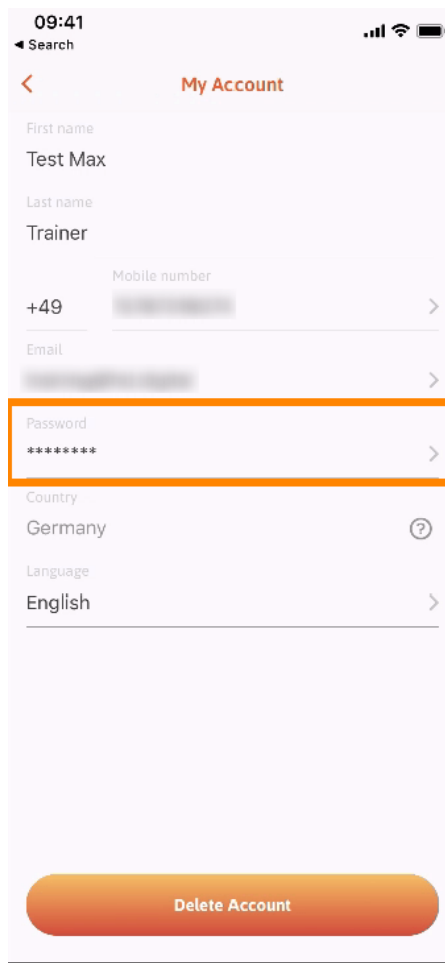 09:41
Search
My Account
First name
Test Max
Last name
Trainer
Mobile number
+49
Email
Password
********
Country
Germany
?
Language
English
Delete Account